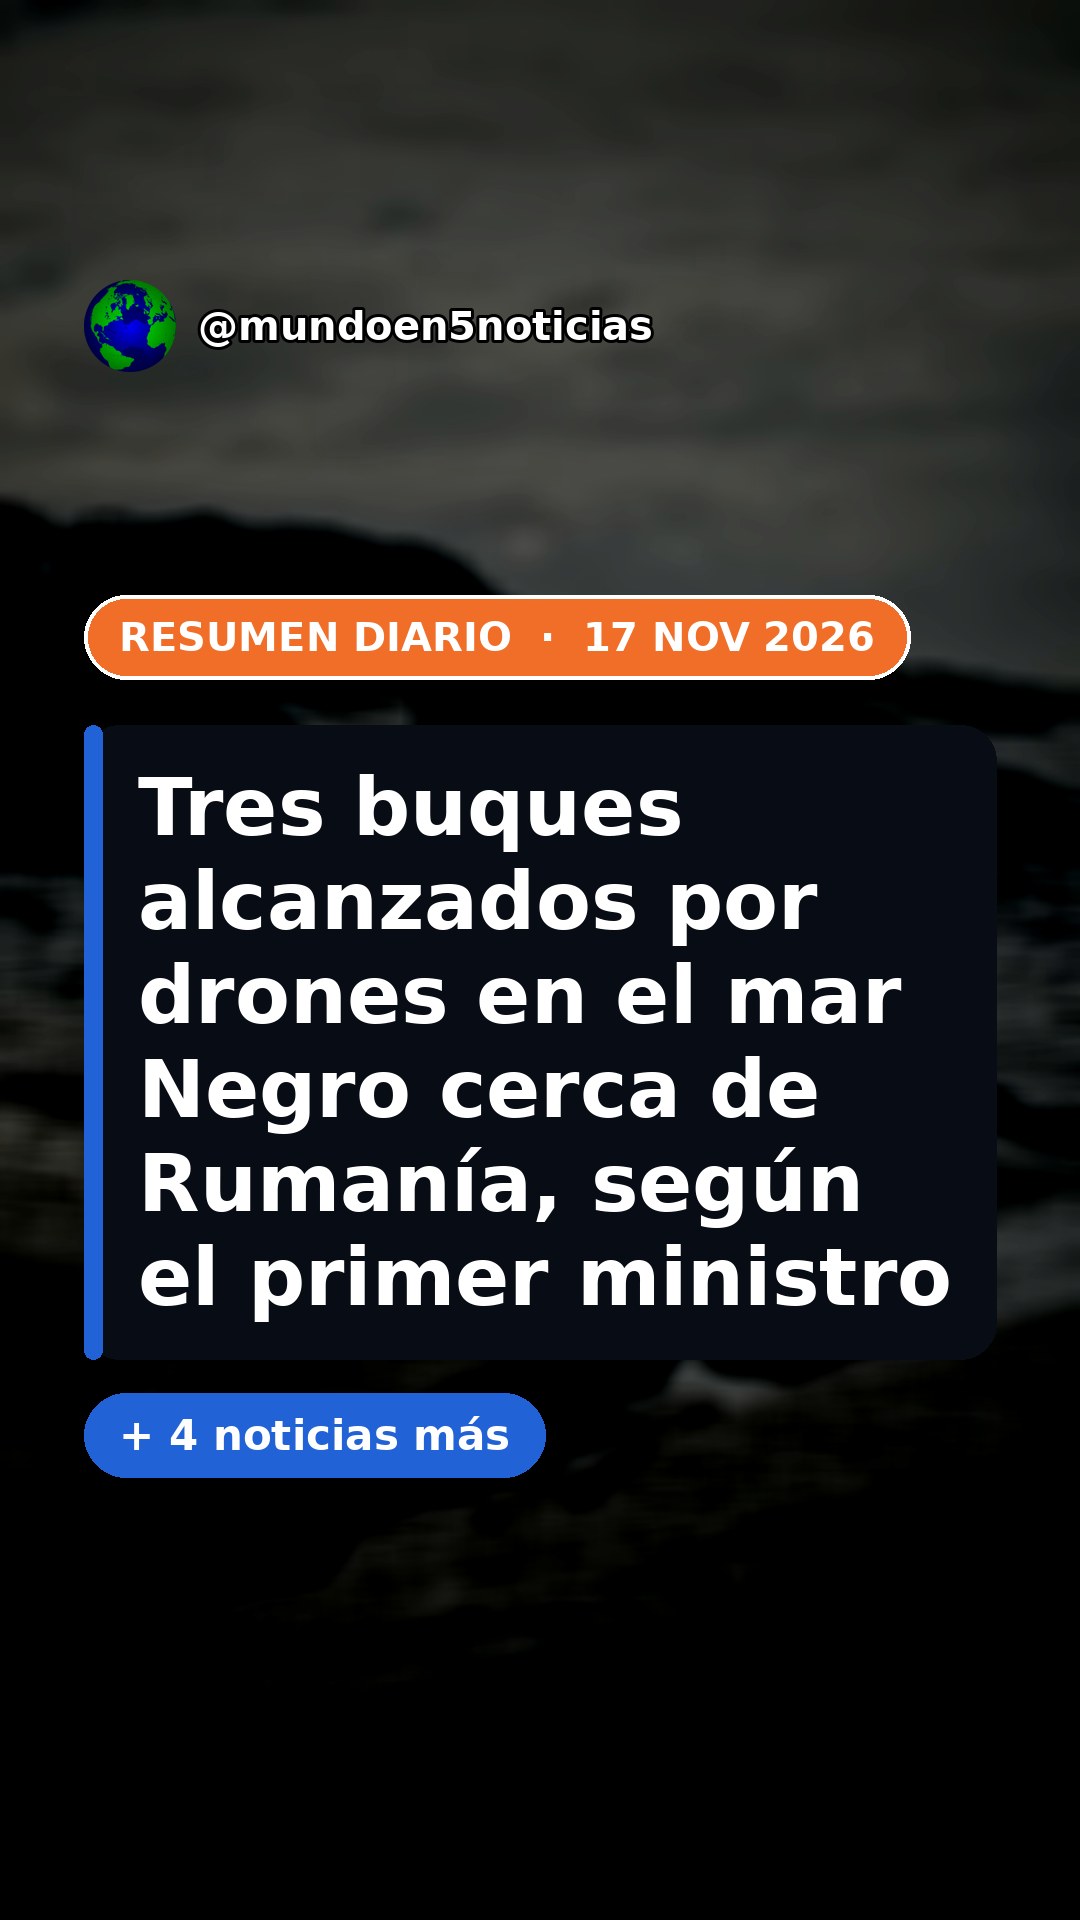 @mundoen5noticias
RESUMEN DIARIO · 17 NOV 2026
Tres buques
alcanzados por
drones en el mar
Negro cerca de
Rumanía, según
el primer ministro
+ 4 noticias más